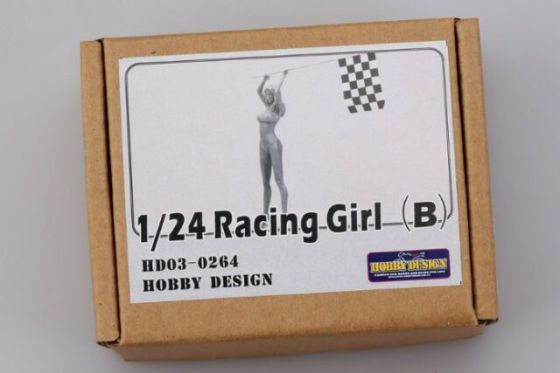 1/24 Racing Girl (B)
HD03-0264
HOBBY DESIGN
HOBBY DESIGN